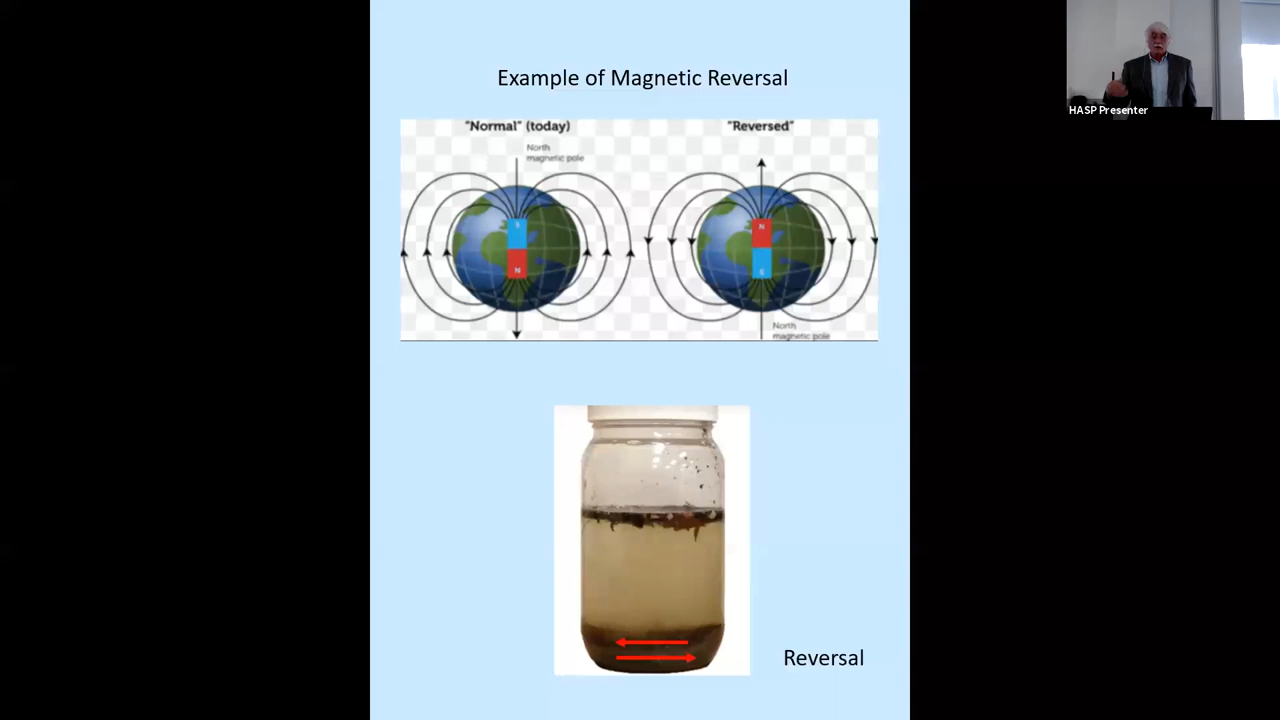 Example of Magnetic Reversal
HASP Presenter
"Normal" (today)
"Reversed"
North
magnetic pole
S
N
N
S
North
magnetic pole
Reversal